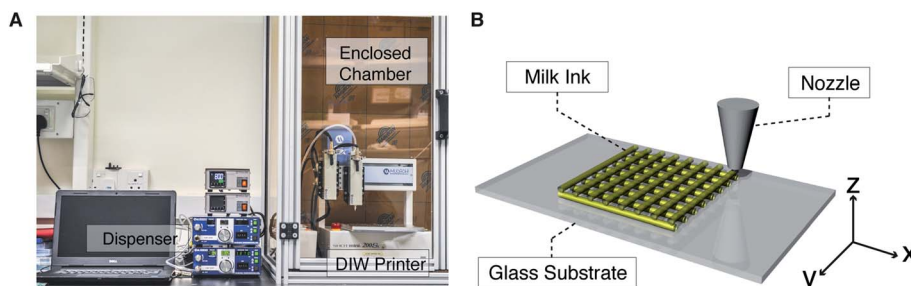 A
Enclosed
Chamber
Dispenser
DIW Printer
B
Milk Ink
Nozzle
Glass Substrate
Z
X
Y